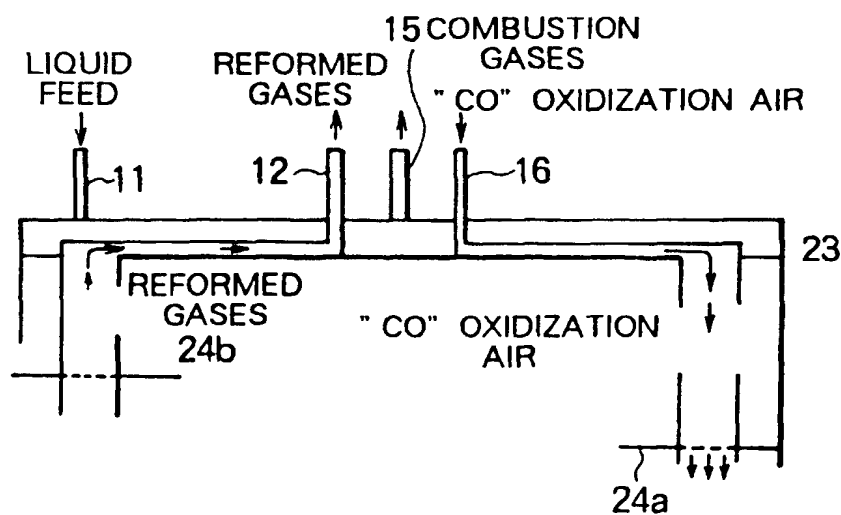 15 COMBUSTION
GASES
LIQUID
FEED
REFORMED
GASES
"CO" OXIDIZATION AIR
11
12
16
23
REFORMED
GASES
24b
"CO" OXIDIZATION
AIR
24a